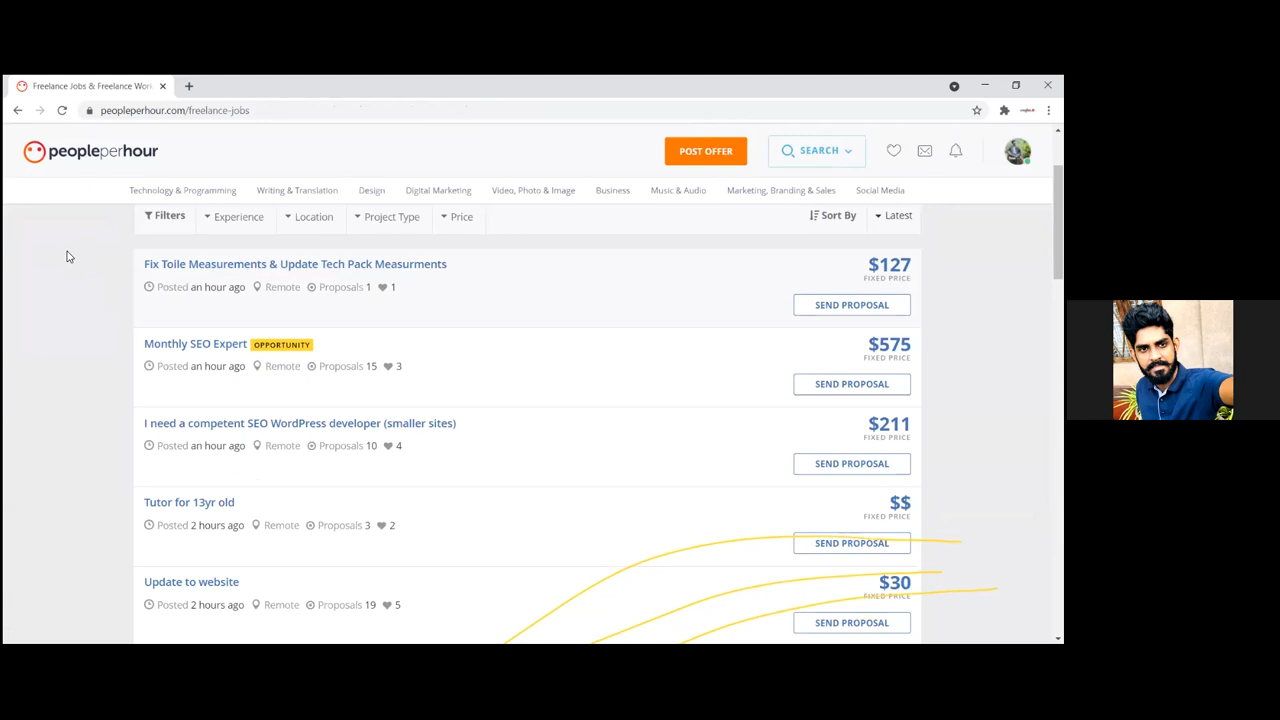 Freelance Jobs & Freelance Wor
peopleperhour.com/freelance-jobs
peopleperhour
POST OFFER
SEARCH
Technology & Programming
Writing & Translation
Design
Digital Marketing
Video, Photo & Image
Business
Music & Audio
Marketing, Branding & Sales
Social Media
Filters
Experience
Location
Project Type
Price
Sort By
Latest
Fix Toile Measurements & Update Tech Pack Measurments
$127
FIXED PRICE
Posted an hour ago Remote Proposals 1 1
SEND PROPOSAL
Monthly SEO Expert OPPORTUNITY
$575
FIXED PRICE
Posted an hour ago Remote Proposals 15 3
SEND PROPOSAL
I need a competent SEO WordPress developer (smaller sites)
$211
FIXED PRICE
Posted an hour ago Remote Proposals 10 4
SEND PROPOSAL
Tutor for 13yr old
$$
FIXED PRICE
Posted 2 hours ago Remote Proposals 3 2
SEND PROPOSAL
Update to website
$30
FIXED PRICE
Posted 2 hours ago Remote Proposals 19 5
SEND PROPOSAL